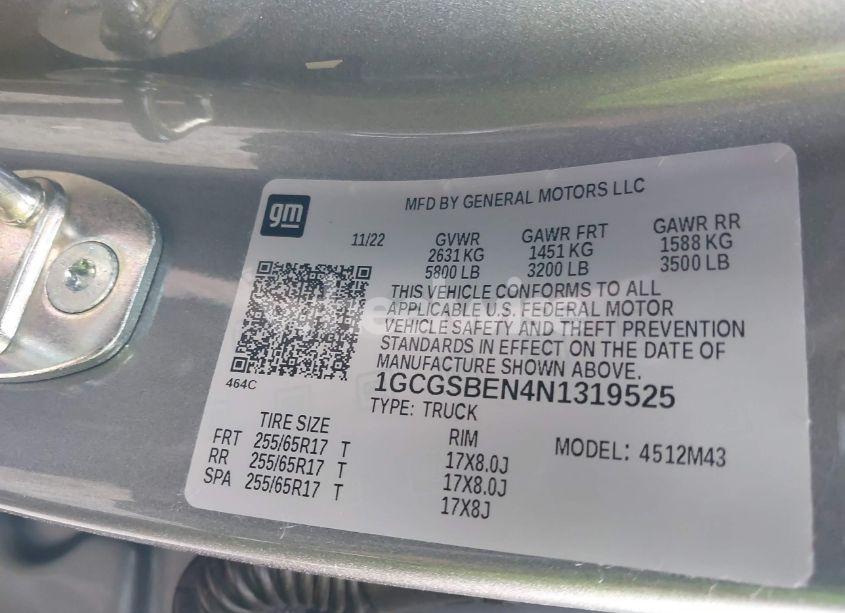 gm
MFD BY GENERAL MOTORS LLC
11/22
GVWR GAWR FRT GAWR RR
2631 KG 1451 KG 1588 KG
5800 LB 3200 LB 3500 LB
THIS VEHICLE CONFORMS TO ALL
APPLICABLE U.S. FEDERAL MOTOR
VEHICLE SAFETY AND THEFT PREVENTION
STANDARDS IN EFFECT ON THE DATE OF
MANUFACTURE SHOWN ABOVE.
464C
1GCGSBEN4N1319525
TYPE: TRUCK
TIRE SIZE RIM MODEL: 4512M43
FRT 255/65R17 T 17X8.0J
RR 255/65R17 T 17X8.0J
SPA 255/65R17 T 17X8J